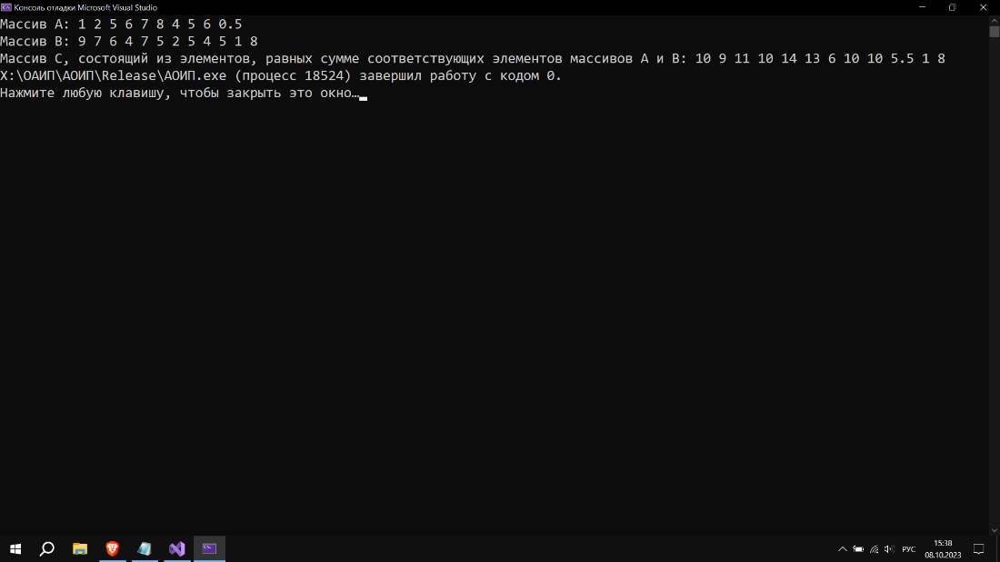 Консоль отладки Microsoft Visual Studio
Массив A: 1 2 5 6 7 8 4 5 6 0.5
Массив B: 9 7 6 4 7 5 2 5 4 5 1 8
Массив C, состоящий из элементов, равных сумме соответствующих элементов массивов A и B: 10 9 11 10 14 13 6 10 10 5.5 1 8
X:\ОАИП\АОИП\Release\АОИП.exe (процесс 18524) завершил работу с кодом 0.
Нажмите любую клавишу, чтобы закрыть это окно…
РУС
15:38
08.10.2023